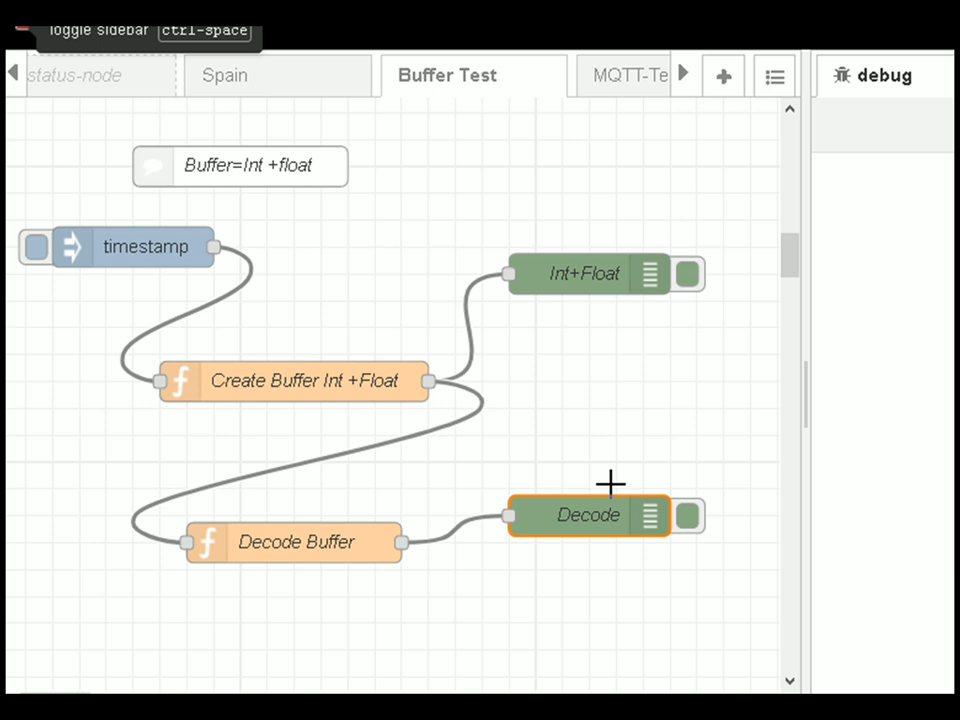 Toggle sidebar ctrl-space
status-node
Spain
Buffer Test
MQTT-Te
debug
Buffer=Int +float
timestamp
Int+Float
Create Buffer Int +Float
Decode
Decode Buffer